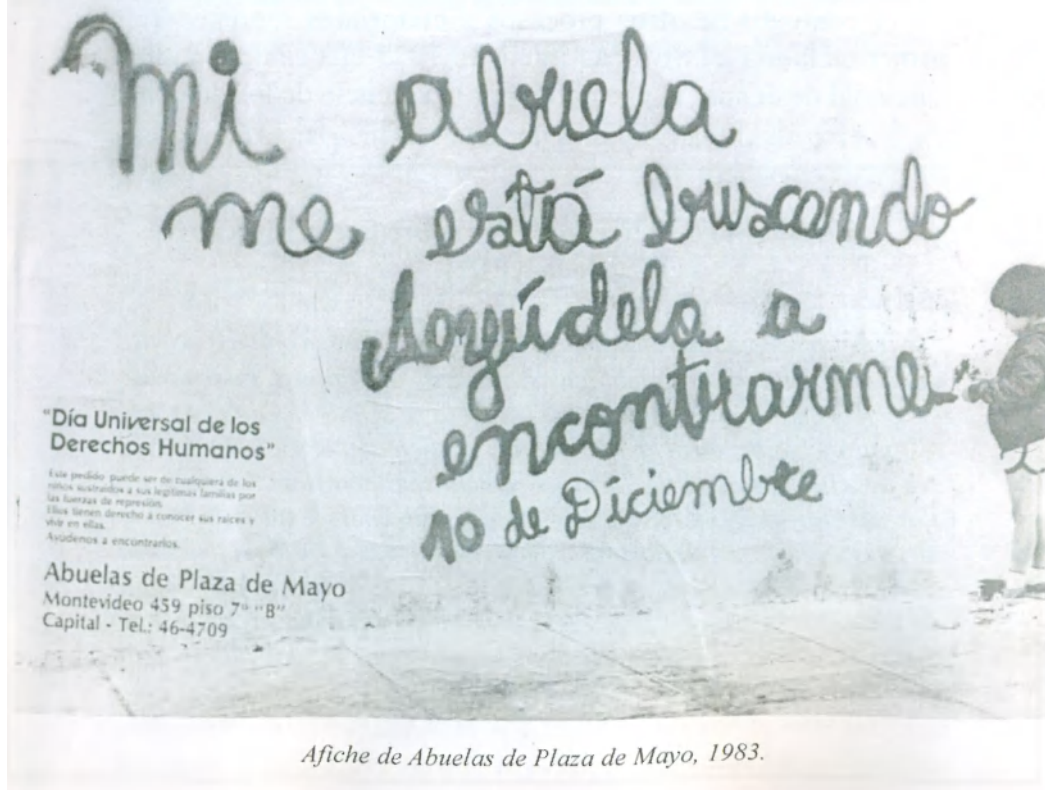 Mi abuela
me está buscando
Ayúdela a
encontrarme
10 de Diciembre
"Día Universal de los
Derechos Humanos"
Este pedido puede ser de cualquiera de los
niños sustraídos a sus legítimas familias por
las fuerzas de represión.
Ellos tienen derecho a conocer sus raíces y
vivir en ellas.
Ayúdenos a encontrarlos.
Abuelas de Plaza de Mayo
Montevideo 459 piso 7º "B"
Capital - Tel.: 46-4709
Afiche de Abuelas de Plaza de Mayo, 1983.